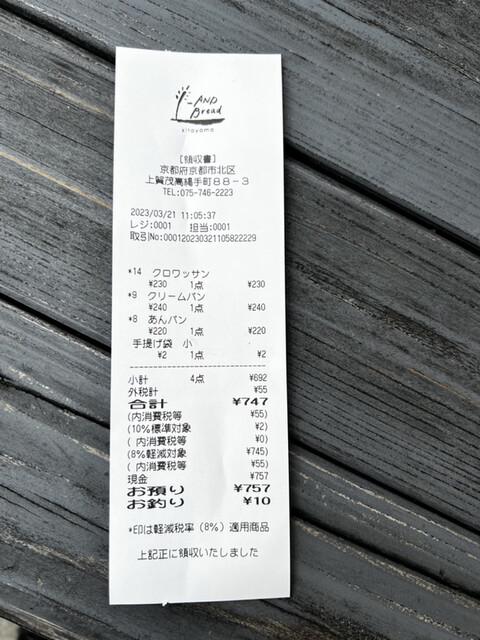 AND
Bread
kitayama
[領収書]
京都府京都市北区
上賀茂高縄手町88-3
TEL:075-746-2223
2023/03/21 11:05:37
レジ:0001 担当:0001
取引No:000120230321105822229
*14 クロワッサン
¥230 1点 ¥230
*9 クリームパン
¥240 1点 ¥240
*8 あんパン
¥220 1点 ¥220
手提げ袋 小
¥2 1点 ¥2
小計 4点 ¥692
外税計 ¥55
合計 ¥747
(内消費税等 ¥55)
(10%標準対象 ¥2)
( 内消費税等 ¥0)
(8%軽減対象 ¥745)
( 内消費税等 ¥55)
現金 ¥757
お預り ¥757
お釣り ¥10
*印は軽減税率(8%)適用商品
上記正に領収いたしました